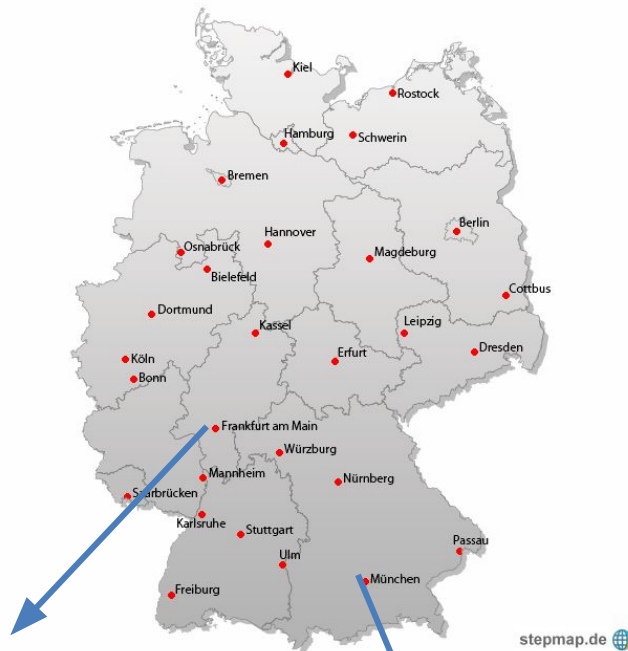 Kiel
Rostock
Hamburg
Schwerin
Bremen
Berlin
Hannover
Osnabrück
Magdeburg
Bielefeld
Cottbus
Dortmund
Kassel
Leipzig
Köln
Erfurt
Dresden
Bonn
Frankfurt am Main
Würzburg
Mannheim
Nürnberg
Saarbrücken
Karlsruhe
Stuttgart
Passau
Ulm
München
Freiburg
stepmap.de